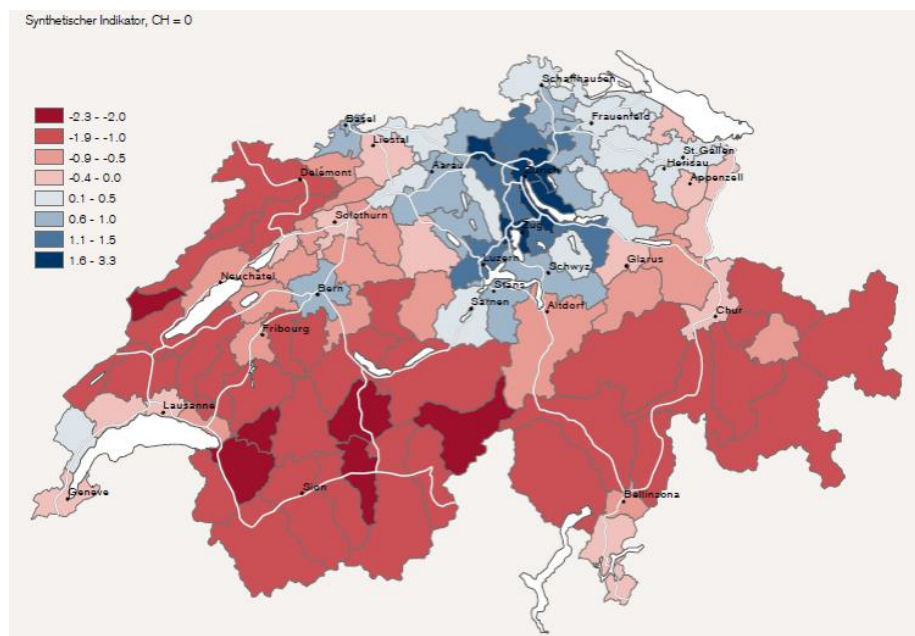 Synthetischer Indikator, CH = 0
-2.3 - -2.0
-1.9 - -1.0
-0.9 - -0.5
-0.4 - 0.0
0.1 - 0.5
0.6 - 1.0
1.1 - 1.5
1.6 - 3.3
Schaffhausen
Basel
Frauenfeld
Liestal
St.Gallen
Herisau
Aarau
Zürich
Delemont
Appenzell
Solothurn
Zug
Luzern
Glarus
Schwyz
Neuchatel
Bern
Stans
Sarnen
Altdorf
Chur
Fribourg
Lausanne
Sion
Geneve
Bellinzona